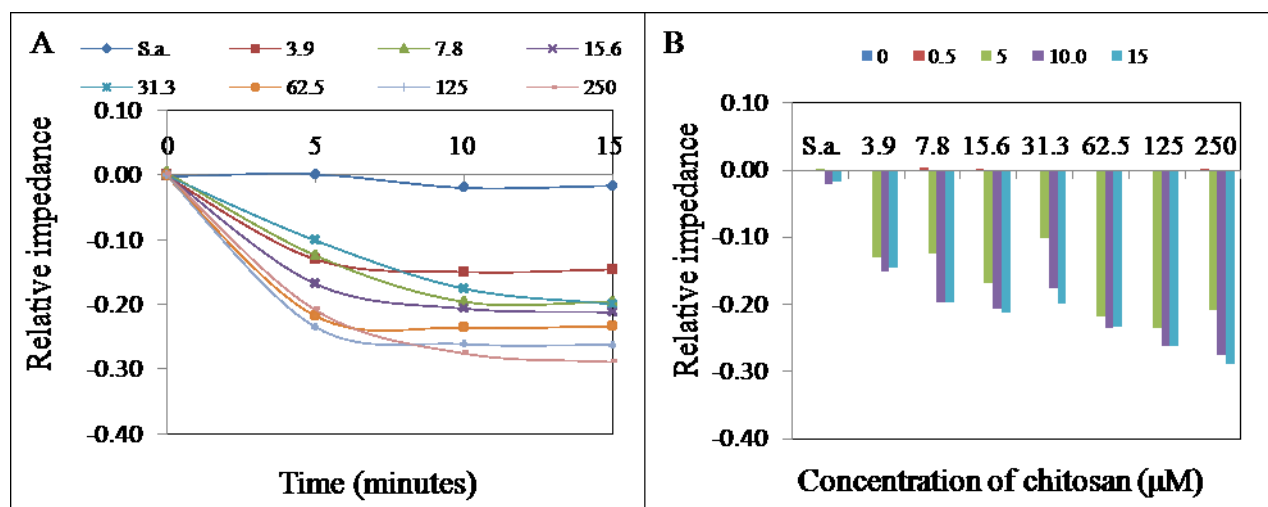 A
S.a. 3.9 7.8 15.6
31.3 62.5 125 250
0.10
0 5 10 15
0.00
-0.10
-0.20
-0.30
-0.40
Relative impedance
Time (minutes)
B
0 0.5 5 10.0 15
0.10
S.a. 3.9 7.8 15.6 31.3 62.5 125 250
0.00
-0.10
-0.20
-0.30
-0.40
Relative impedance
Concentration of chitosan (μM)